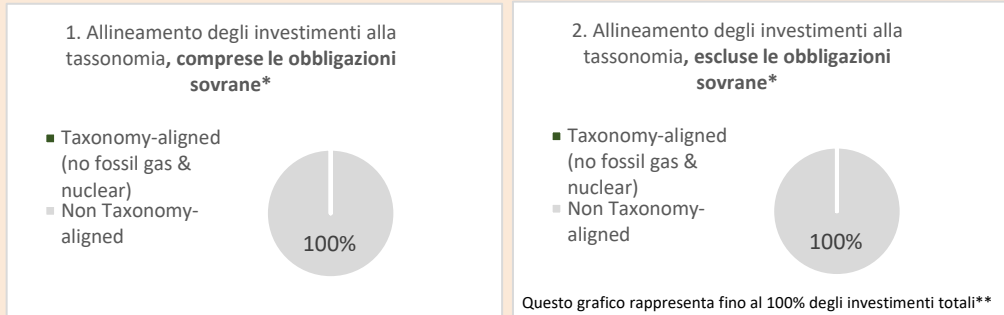 1. Allineamento degli investimenti alla
tassonomia, comprese le obbligazioni
sovrane*
Taxonomy-aligned
(no fossil gas &
nuclear)
Non Taxonomy-
aligned
100%
2. Allineamento degli investimenti alla
tassonomia, escluse le obbligazioni
sovrane*
Taxonomy-aligned
(no fossil gas &
nuclear)
Non Taxonomy-
aligned
100%
Questo grafico rappresenta fino al 100% degli investimenti totali**